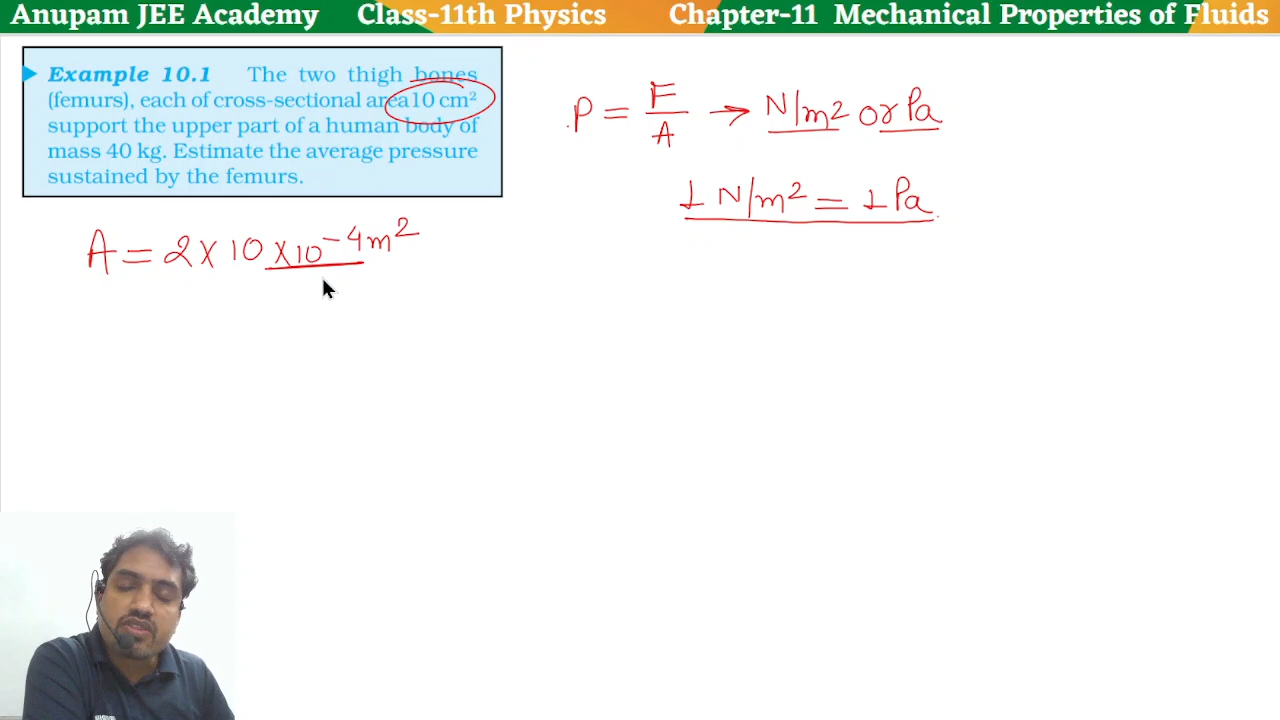 Anupam JEE Academy Class-11th Physics Chapter-11 Mechanical Properties of Fluids
Example 10.1 The two thigh bones
(femurs), each of cross-sectional area 10 cm²
support the upper part of a human body of
mass 40 kg. Estimate the average pressure
sustained by the femurs.
P = F/A → N/m² or Pa
1 N/m² = 1 Pa
A = 2 × 10 × 10⁻⁴ m²